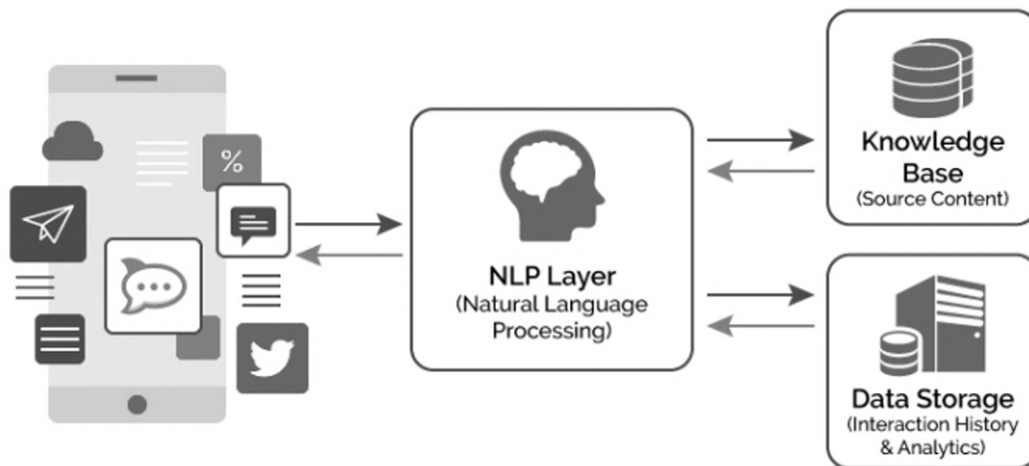 %
NLP Layer
(Natural Language
Processing)
Knowledge
Base
(Source Content)
Data Storage
(Interaction History
& Analytics)